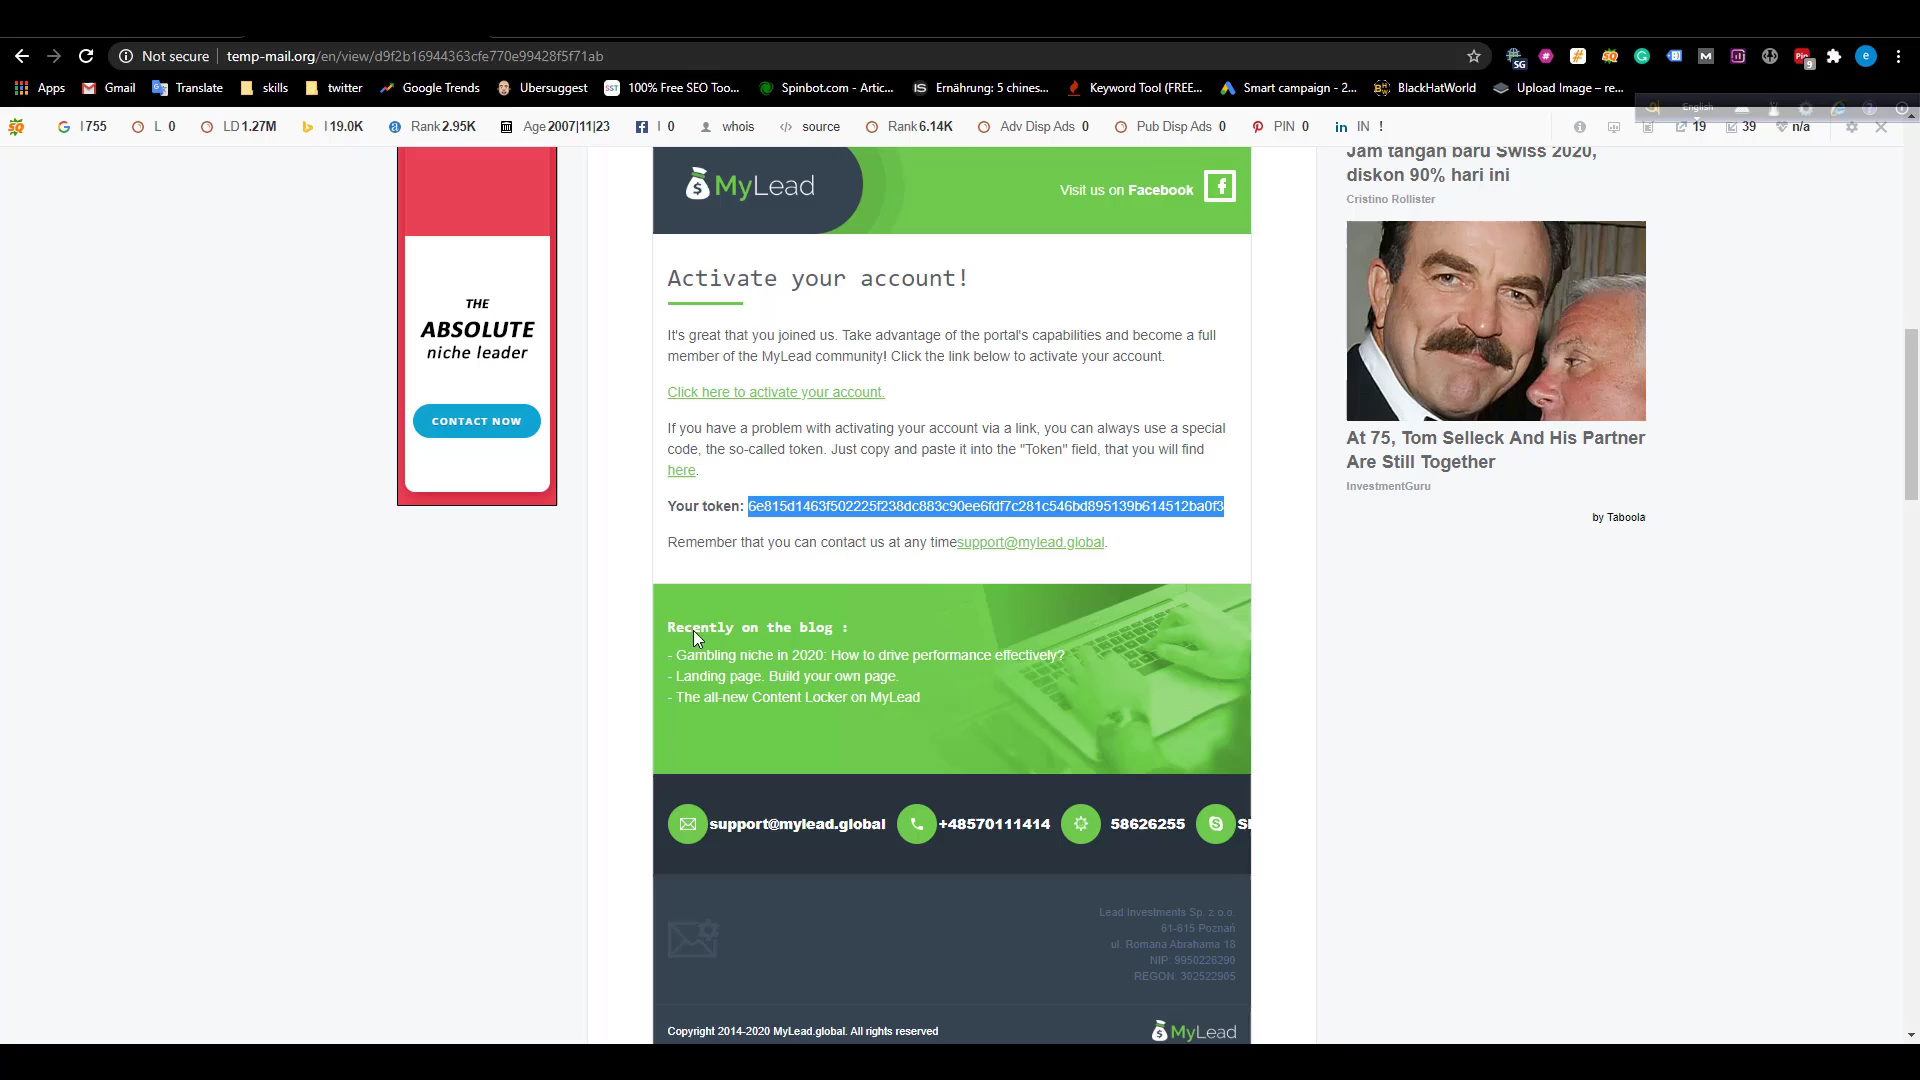 Not secure | temp-mail.org/en/view/d9f2b16944363cfe770e99428f5f71ab
SG
9
e
Apps Gmail Translate skills twitter Google Trends Ubersuggest 100% Free SEO Too... Spinbot.com - Artic... Ernährung: 5 chines... Keyword Tool (FREE... Smart campaign - 2... BlackHatWorld Upload Image – re...
English
I 755 L 0 LD 1.27M I 19.0K Rank 2.95K Age 2007|11|23 I 0 whois source Rank 6.14K Adv Disp Ads 0 Pub Disp Ads 0 PIN 0 IN ! 19 39 n/a
THE
ABSOLUTE
niche leader
CONTACT NOW
MyLead
Visit us on Facebook
Activate your account!
It's great that you joined us. Take advantage of the portal's capabilities and become a full
member of the MyLead community! Click the link below to activate your account.
Click here to activate your account.
If you have a problem with activating your account via a link, you can always use a special
code, the so-called token. Just copy and paste it into the "Token" field, that you will find
here.
Your token: 6e815d1463f502225f238dc883c90ee6fdf7c281c546bd895139b614512ba0f3
Remember that you can contact us at any timesupport@mylead.global.
Recently on the blog :
- Gambling niche in 2020: How to drive performance effectively?
- Landing page. Build your own page.
- The all-new Content Locker on MyLead
support@mylead.global +48570111414 58626255
Lead Investments Sp. z o.o.
61-615 Poznań
ul. Romana Abrahama 18
NIP: 9950226290
REGON: 302522905
Copyright 2014-2020 MyLead.global. All rights reserved
MyLead
Jam tangan baru Swiss 2020,
diskon 90% hari ini
Cristino Rollister
At 75, Tom Selleck And His Partner
Are Still Together
InvestmentGuru
by Taboola